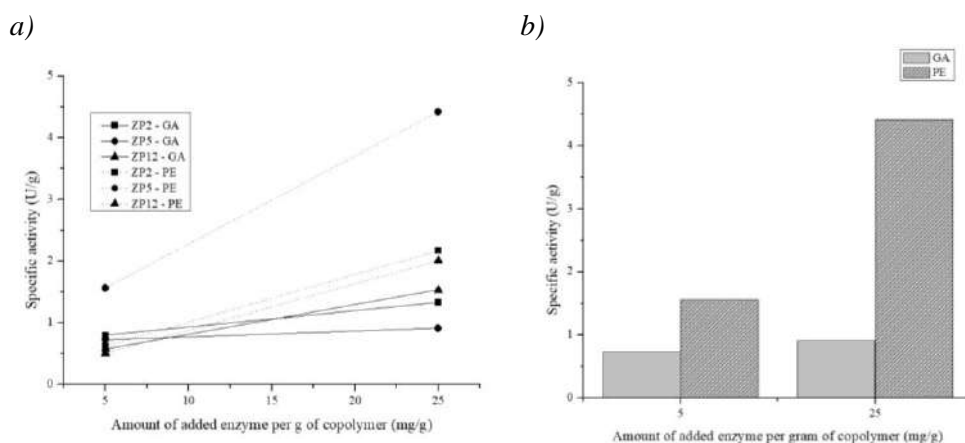 a)
5
4
3
2
1
0
Specific activity (U/g)
ZP2 - GA
ZP5 - GA
ZP12 - GA
ZP2 - PE
ZP5 - PE
ZP12 - PE
5 10 15 20 25
Amount of added enzyme per g of copolymer (mg/g)
b)
GA
PE
5
4
3
2
1
0
Specific activity (U/g)
5 25
Amount of added enzyme per gram of copolymer (mg/g)